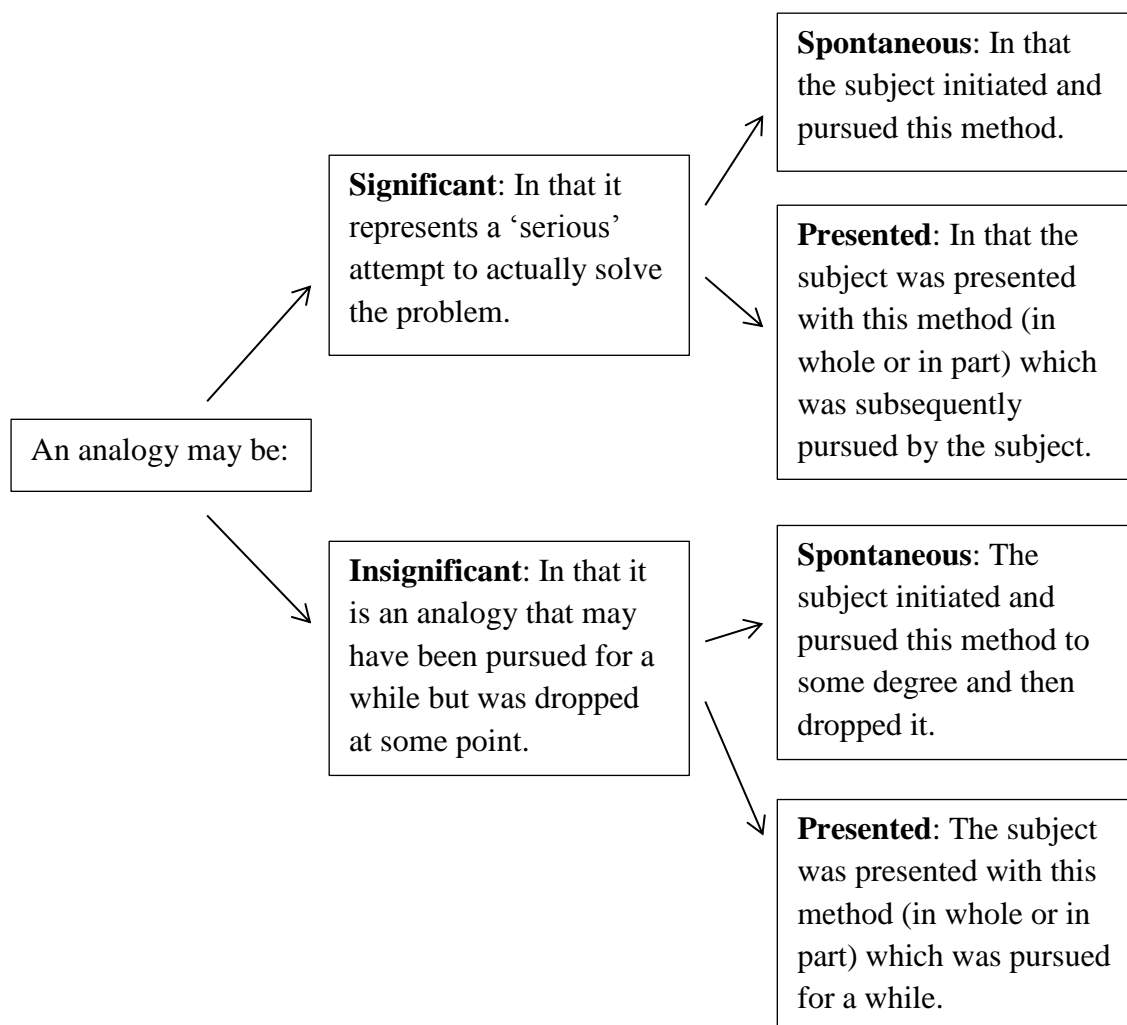 An analogy may be:
Significant: In that it
represents a ‘serious’
attempt to actually solve
the problem.
Spontaneous: In that
the subject initiated and
pursued this method.
Presented: In that the
subject was presented
with this method (in
whole or in part) which
was subsequently
pursued by the subject.
Insignificant: In that it
is an analogy that may
have been pursued for a
while but was dropped
at some point.
Spontaneous: The
subject initiated and
pursued this method to
some degree and then
dropped it.
Presented: The subject
was presented with this
method (in whole or in
part) which was pursued
for a while.